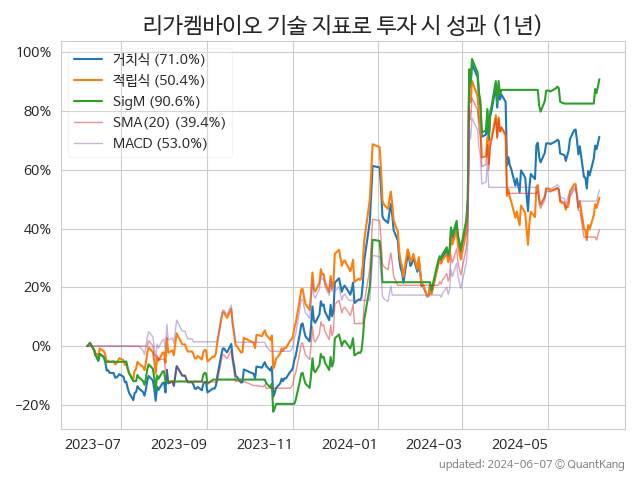 리가켐바이오 기술 지표로 투자 시 성과 (1년)
100%
80%
60%
40%
20%
0%
−20%
거치식 (71.0%)
적립식 (50.4%)
SigM (90.6%)
SMA(20) (39.4%)
MACD (53.0%)
2023-07
2023-09
2023-11
2024-01
2024-03
2024-05
updated: 2024-06-07 © QuantKang